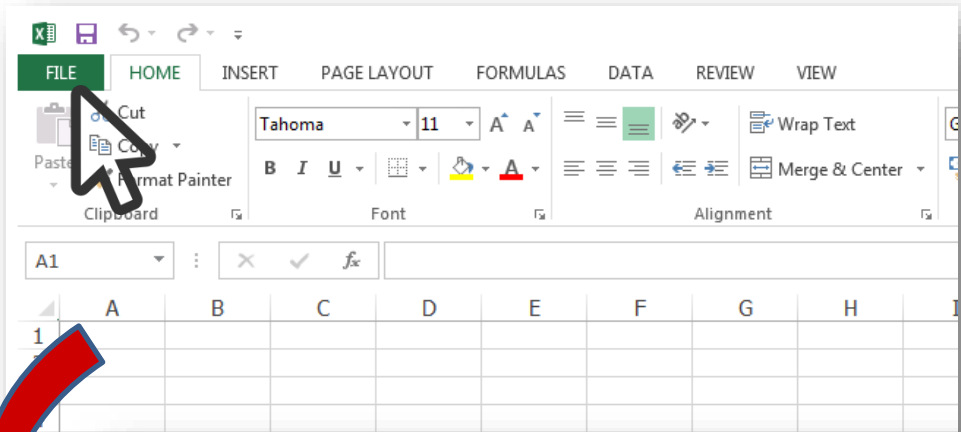 FILE HOME INSERT PAGE LAYOUT FORMULAS DATA REVIEW VIEW
Cut
Tahoma 11 A A Wrap Text
Copy
Paste B I U A Merge & Center
Format Painter
Clipboard Font Alignment
A1 fx
A B C D E F G H
1